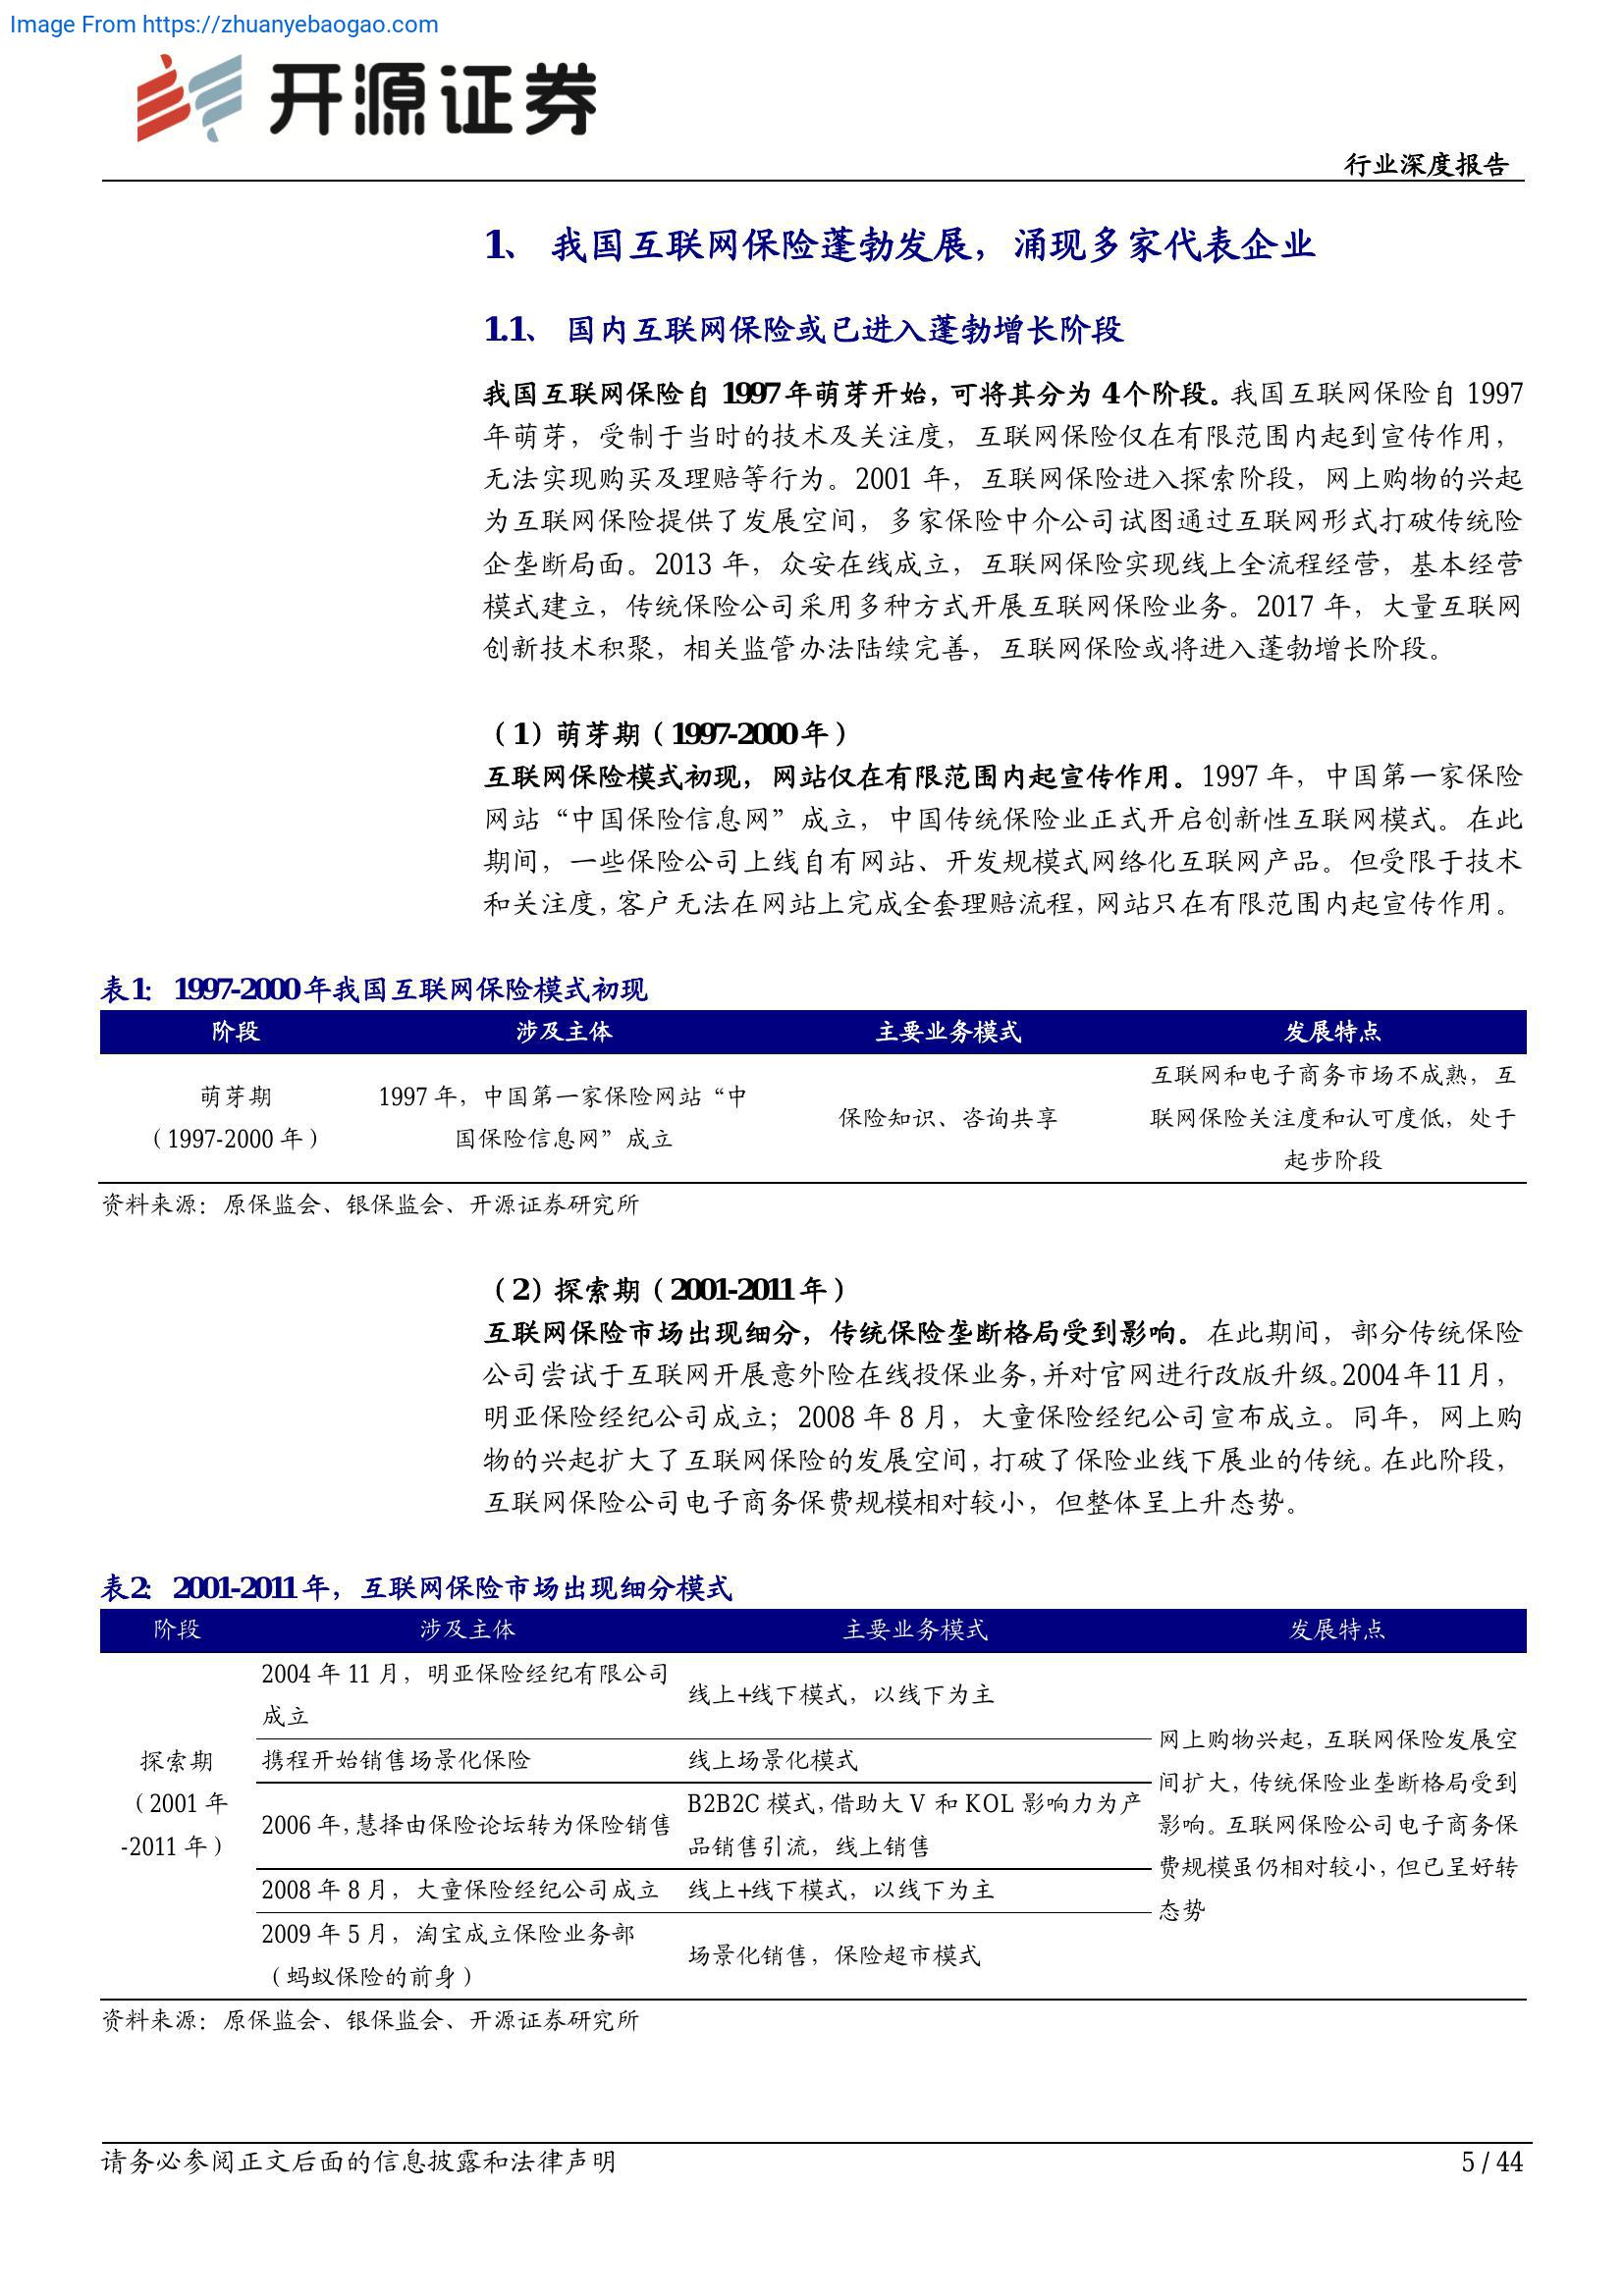 Image From https://zhuanyebaogao.com
开源证券
行业深度报告
1、 我国互联网保险蓬勃发展，涌现多家代表企业
1.1、 国内互联网保险或已进入蓬勃增长阶段
我国互联网保险自 1997 年萌芽开始，可将其分为 4 个阶段。我国互联网保险自 1997
年萌芽，受制于当时的技术及关注度，互联网保险仅在有限范围内起到宣传作用，
无法实现购买及理赔等行为。2001 年，互联网保险进入探索阶段，网上购物的兴起
为互联网保险提供了发展空间，多家保险中介公司试图通过互联网形式打破传统险
企垄断局面。2013 年，众安在线成立，互联网保险实现线上全流程经营，基本经营
模式建立，传统保险公司采用多种方式开展互联网保险业务。2017 年，大量互联网
创新技术积聚，相关监管办法陆续完善，互联网保险或将进入蓬勃增长阶段。
（1）萌芽期（1997-2000 年）
互联网保险模式初现，网站仅在有限范围内起宣传作用。1997 年，中国第一家保险
网站“中国保险信息网”成立，中国传统保险业正式开启创新性互联网模式。在此
期间，一些保险公司上线自有网站、开发规模式网络化互联网产品。但受限于技术
和关注度，客户无法在网站上完成全套理赔流程，网站只在有限范围内起宣传作用。
表1： 1997-2000 年我国互联网保险模式初现
阶段 涉及主体 主要业务模式 发展特点
萌芽期
（1997-2000 年）
1997 年，中国第一家保险网站“中
国保险信息网”成立
保险知识、咨询共享
互联网和电子商务市场不成熟，互
联网保险关注度和认可度低，处于
起步阶段
资料来源：原保监会、银保监会、开源证券研究所
（2）探索期（2001-2011 年）
互联网保险市场出现细分，传统保险垄断格局受到影响。在此期间，部分传统保险
公司尝试于互联网开展意外险在线投保业务，并对官网进行改版升级。2004 年 11 月，
明亚保险经纪公司成立；2008 年 8 月，大童保险经纪公司宣布成立。同年，网上购
物的兴起扩大了互联网保险的发展空间，打破了保险业线下展业的传统。在此阶段，
互联网保险公司电子商务保费规模相对较小，但整体呈上升态势。
表2： 2001-2011 年，互联网保险市场出现细分模式
阶段 涉及主体 主要业务模式 发展特点
探索期
（2001 年
-2011 年）
2004 年 11 月，明亚保险经纪有限公司
成立
线上+线下模式，以线下为主
携程开始销售场景化保险 线上场景化模式
2006 年，慧择由保险论坛转为保险销售
B2B2C 模式，借助大 V 和 KOL 影响力为产
品销售引流，线上销售
2008 年 8 月，大童保险经纪公司成立 线上+线下模式，以线下为主
2009 年 5 月，淘宝成立保险业务部
（蚂蚁保险的前身）
场景化销售，保险超市模式
网上购物兴起，互联网保险发展空
间扩大，传统保险业垄断格局受到
影响。互联网保险公司电子商务保
费规模虽仍相对较小，但已呈好转
态势
资料来源：原保监会、银保监会、开源证券研究所
请务必参阅正文后面的信息披露和法律声明 5 / 44